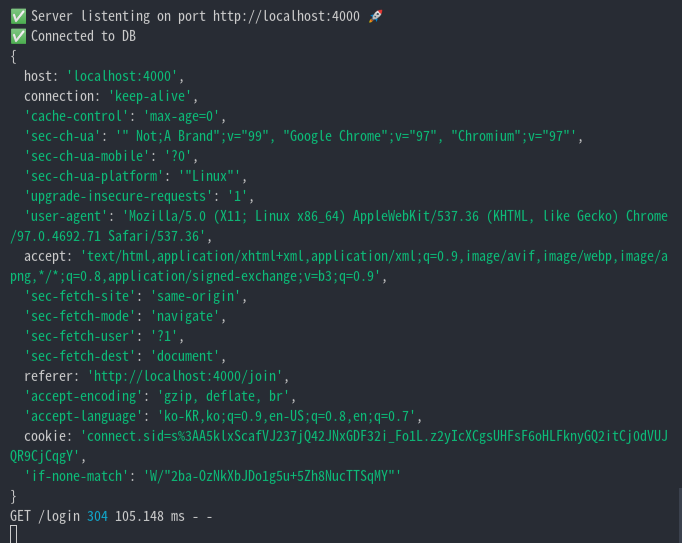 ✅ Server listenting on port http://localhost:4000 🚀
✅ Connected to DB
{
  host: 'localhost:4000',
  connection: 'keep-alive',
  'cache-control': 'max-age=0',
  'sec-ch-ua': '" Not;A Brand";v="99", "Google Chrome";v="97", "Chromium";v="97"',
  'sec-ch-ua-mobile': '?0',
  'sec-ch-ua-platform': '"Linux"',
  'upgrade-insecure-requests': '1',
  'user-agent': 'Mozilla/5.0 (X11; Linux x86_64) AppleWebKit/537.36 (KHTML, like Gecko) Chrome
/97.0.4692.71 Safari/537.36',
  accept: 'text/html,application/xhtml+xml,application/xml;q=0.9,image/avif,image/webp,image/a
png,*/*;q=0.8,application/signed-exchange;v=b3;q=0.9',
  'sec-fetch-site': 'same-origin',
  'sec-fetch-mode': 'navigate',
  'sec-fetch-user': '?1',
  'sec-fetch-dest': 'document',
  referer: 'http://localhost:4000/join',
  'accept-encoding': 'gzip, deflate, br',
  'accept-language': 'ko-KR,ko;q=0.9,en-US;q=0.8,en;q=0.7',
  cookie: 'connect.sid=s%3AA5klxScafVJ237jQ42JNxGDF32i_Fo1L.z2yIcXCgsUHFsF6oHLFknyGQ2itCjOdVUJ
QR9CjCqgY',
  'if-none-match': 'W/"2ba-OzNkXbJDo1g5u+5Zh8NucTTSqMY"'
}
GET /login 304 105.148 ms - -